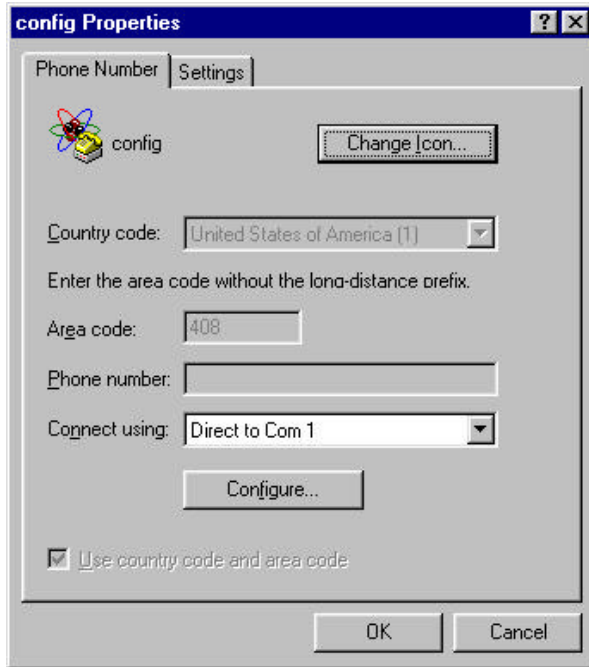 config Properties
Phone Number Settings
config Change Icon...
Country code: United States of America (1)
Enter the area code without the long-distance prefix.
Area code: 408
Phone number:
Connect using: Direct to Com 1
Configure...
Use country code and area code
OK Cancel